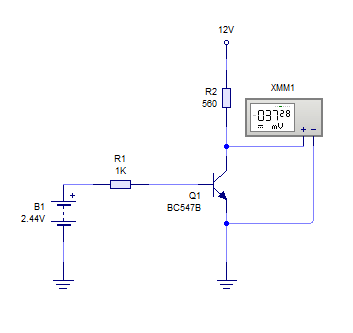 12V
XMM1
R2
560
-037.28
mV
+ −
R1
1K
Q1
BC547B
B1
+
2.44V